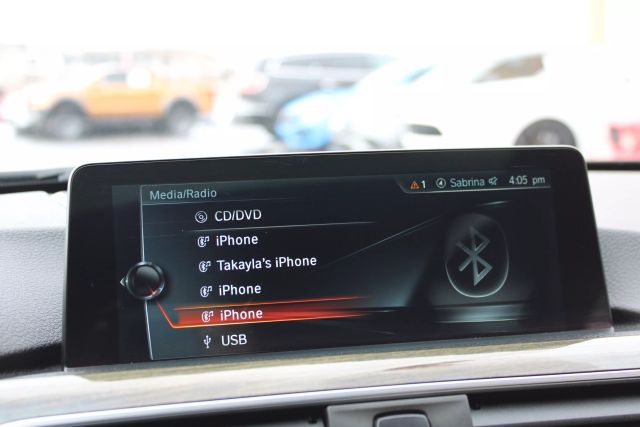 Media/Radio
1 Sabrina 4:05 pm
CD/DVD
iPhone
Takayla's iPhone
iPhone
iPhone
USB